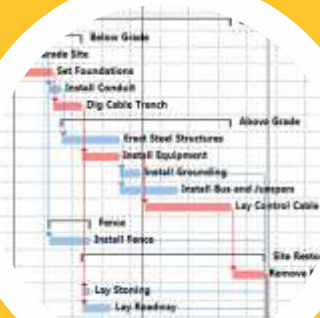 Below Grade
Grade Site
Set Foundations
Install Conduit
Dig Cable Trench
Above Grade
Erect Steel Structures
Install Equipment
Install Grounding
Install Bus and Jumpers
Lay Control Cable
Fence
Install Fence
Site Resto
Remove
Lay Stoning
Lay Roadway